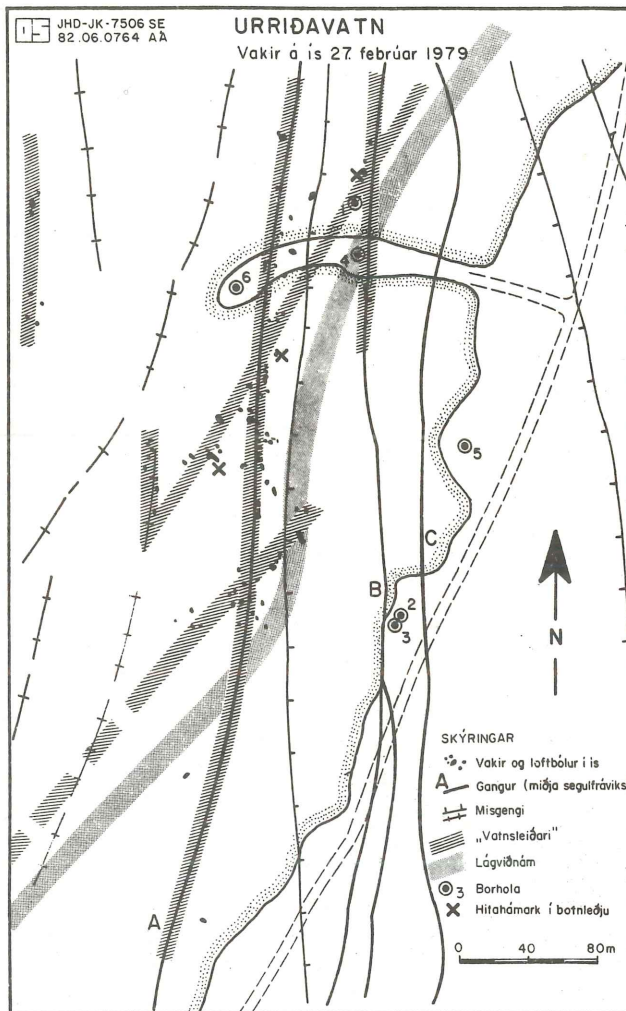 JHD-JK-7506 SE
82.06.0764 AÁ
URRIÐAVATN
Vakir á ís 27. febrúar 1979
6
4
5
C
B
2
3
N
A
SKÝRINGAR
Vakir og loftbólur í ís
A Gangur (miðja segulfráviks)
Misgengi
„Vatnsleiðari"
Lágviðnám
3 Borhola
Hitahámark í botnleðju
0 80m